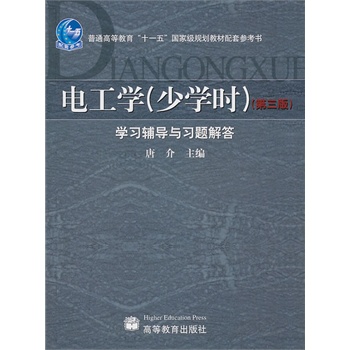 普通高等教育“十一五”国家级规划教材配套参考书
DIANGONGXUE
电工学(少学时)(第三版)
学习辅导与习题解答
唐 介 主编
Higher Education Press
高等教育出版社